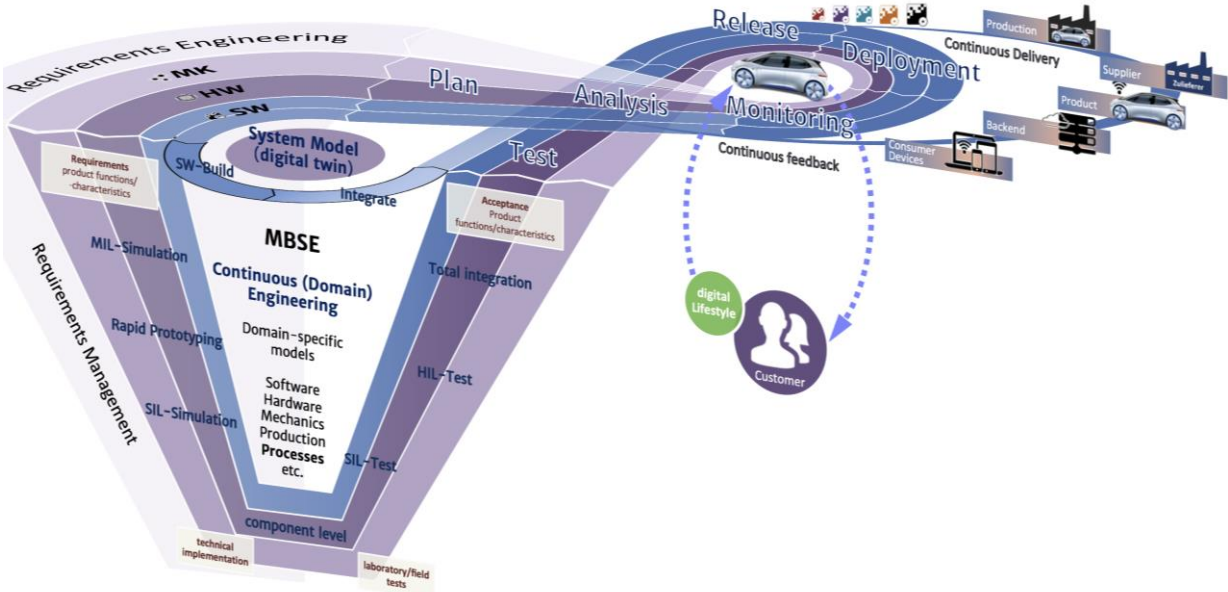 Requirements Engineering
MK
HW
SW
Plan
Analysis
Test
Release
Deployment
Monitoring
Continuous Delivery
Continuous feedback
Production
Supplier
Zulieferer
Product
Backend
Consumer
Devices
System Model
(digital twin)
SW-Build
Integrate
Requirements
product functions/
-characteristics
Acceptance
Product
functions/characteristics
MBSE
Continuous (Domain)
Engineering
Domain-specific
models
Software
Hardware
Mechanics
Production
Processes
etc.
Requirements Management
MIL-Simulation
Rapid Prototyping
SIL-Simulation
Total integration
HIL-Test
SIL-Test
component level
technical
implementation
laboratory/field
tests
digital
Lifestyle
Customer